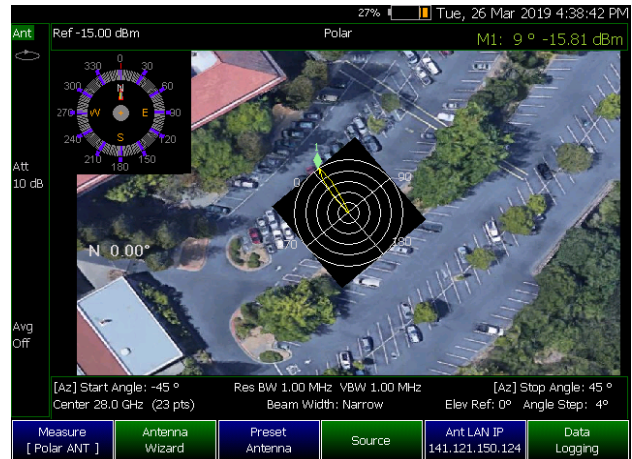 27% Tue, 26 Mar 2019 4:38:42 PM
Ant Ref -15.00 dBm Polar M1: 9 ° -15.81 dBm
330 0 30
300 N 60
270 W E 90
240 S 120
210 180 150
Att
10 dB
0 90
270 180
N 0.00°
Avg
Off
[Az] Start Angle: -45 ° Res BW 1.00 MHz VBW 1.00 MHz [Az] Stop Angle: 45 °
Center 28.0 GHz (23 pts) Beam Width: Narrow Elev Ref: 0° Angle Step: 4°
Measure Antenna Preset Source Ant LAN IP Data
[ Polar ANT ] Wizard Antenna 141.121.150.124 Logging